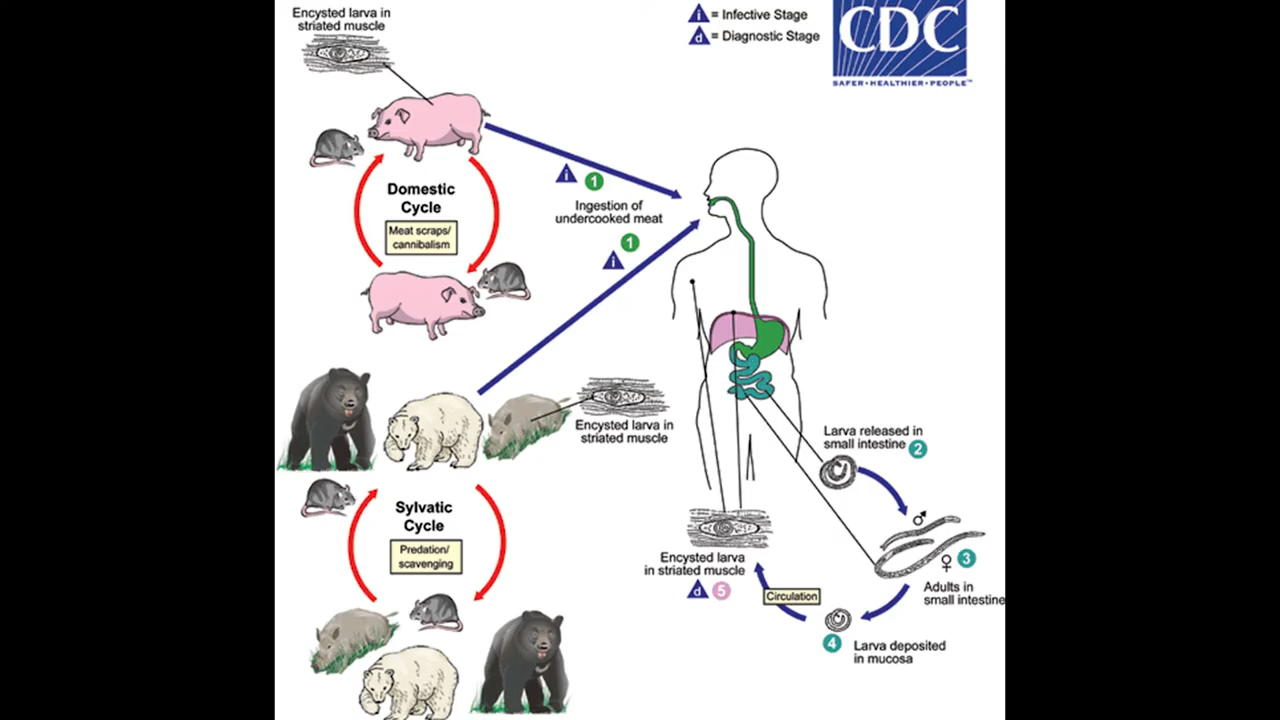 Encysted larva in
striated muscle
i = Infective Stage
d = Diagnostic Stage
CDC
SAFER • HEALTHIER • PEOPLE™
Domestic
Cycle
Meat scraps/
cannibalism
i 1
Ingestion of
undercooked meat
i 1
Encysted larva in
striated muscle
Sylvatic
Cycle
Predation/
scavenging
Larva released in
small intestine 2
♂
♀ 3
Adults in
small intestine
Encysted larva
in striated muscle
d 5
Circulation
4
Larva deposited
in mucosa